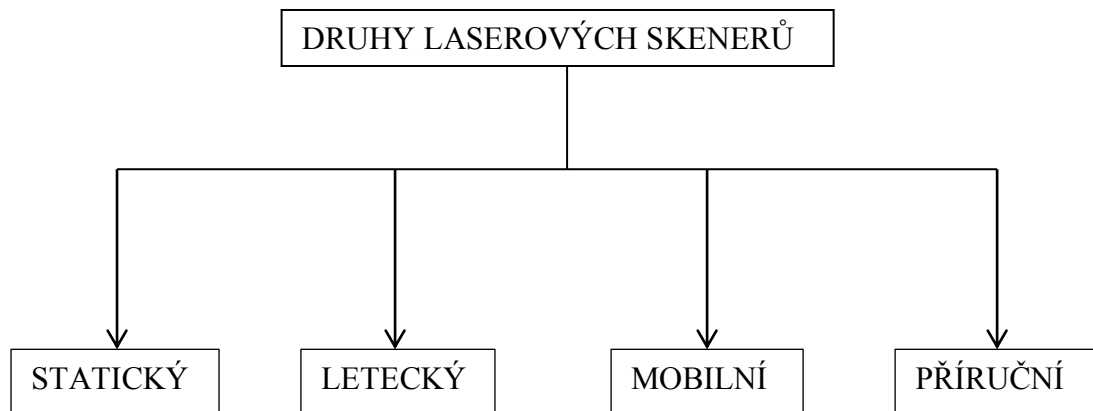 DRUHY LASEROVÝCH SKENERŮ
STATICKÝ
LETECKÝ
MOBILNÍ
PŘÍRUČNÍ